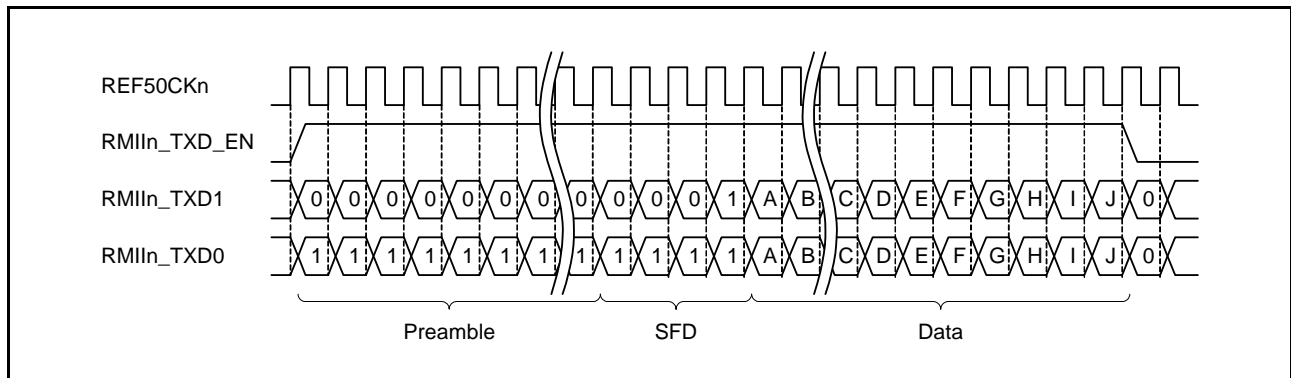 REF50CKn
RMIIn_TXD_EN
RMIIn_TXD1 0 0 0 0 0 0 0 0 0 0 0 1 A B C D E F G H I J 0
RMIIn_TXD0 1 1 1 1 1 1 1 1 1 1 1 1 A B C D E F G H I J 0
Preamble SFD Data